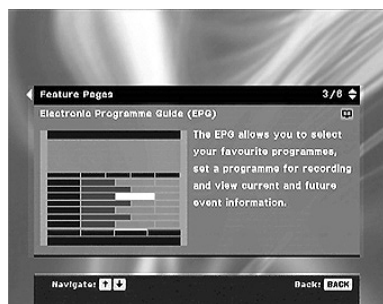 Feature Pages 3/6
Electronic Programme Guide (EPG)
The EPG allows you to select
your favourite programmes,
set a programme for recording
and view current and future
event information.
Navigate: Back: BACK